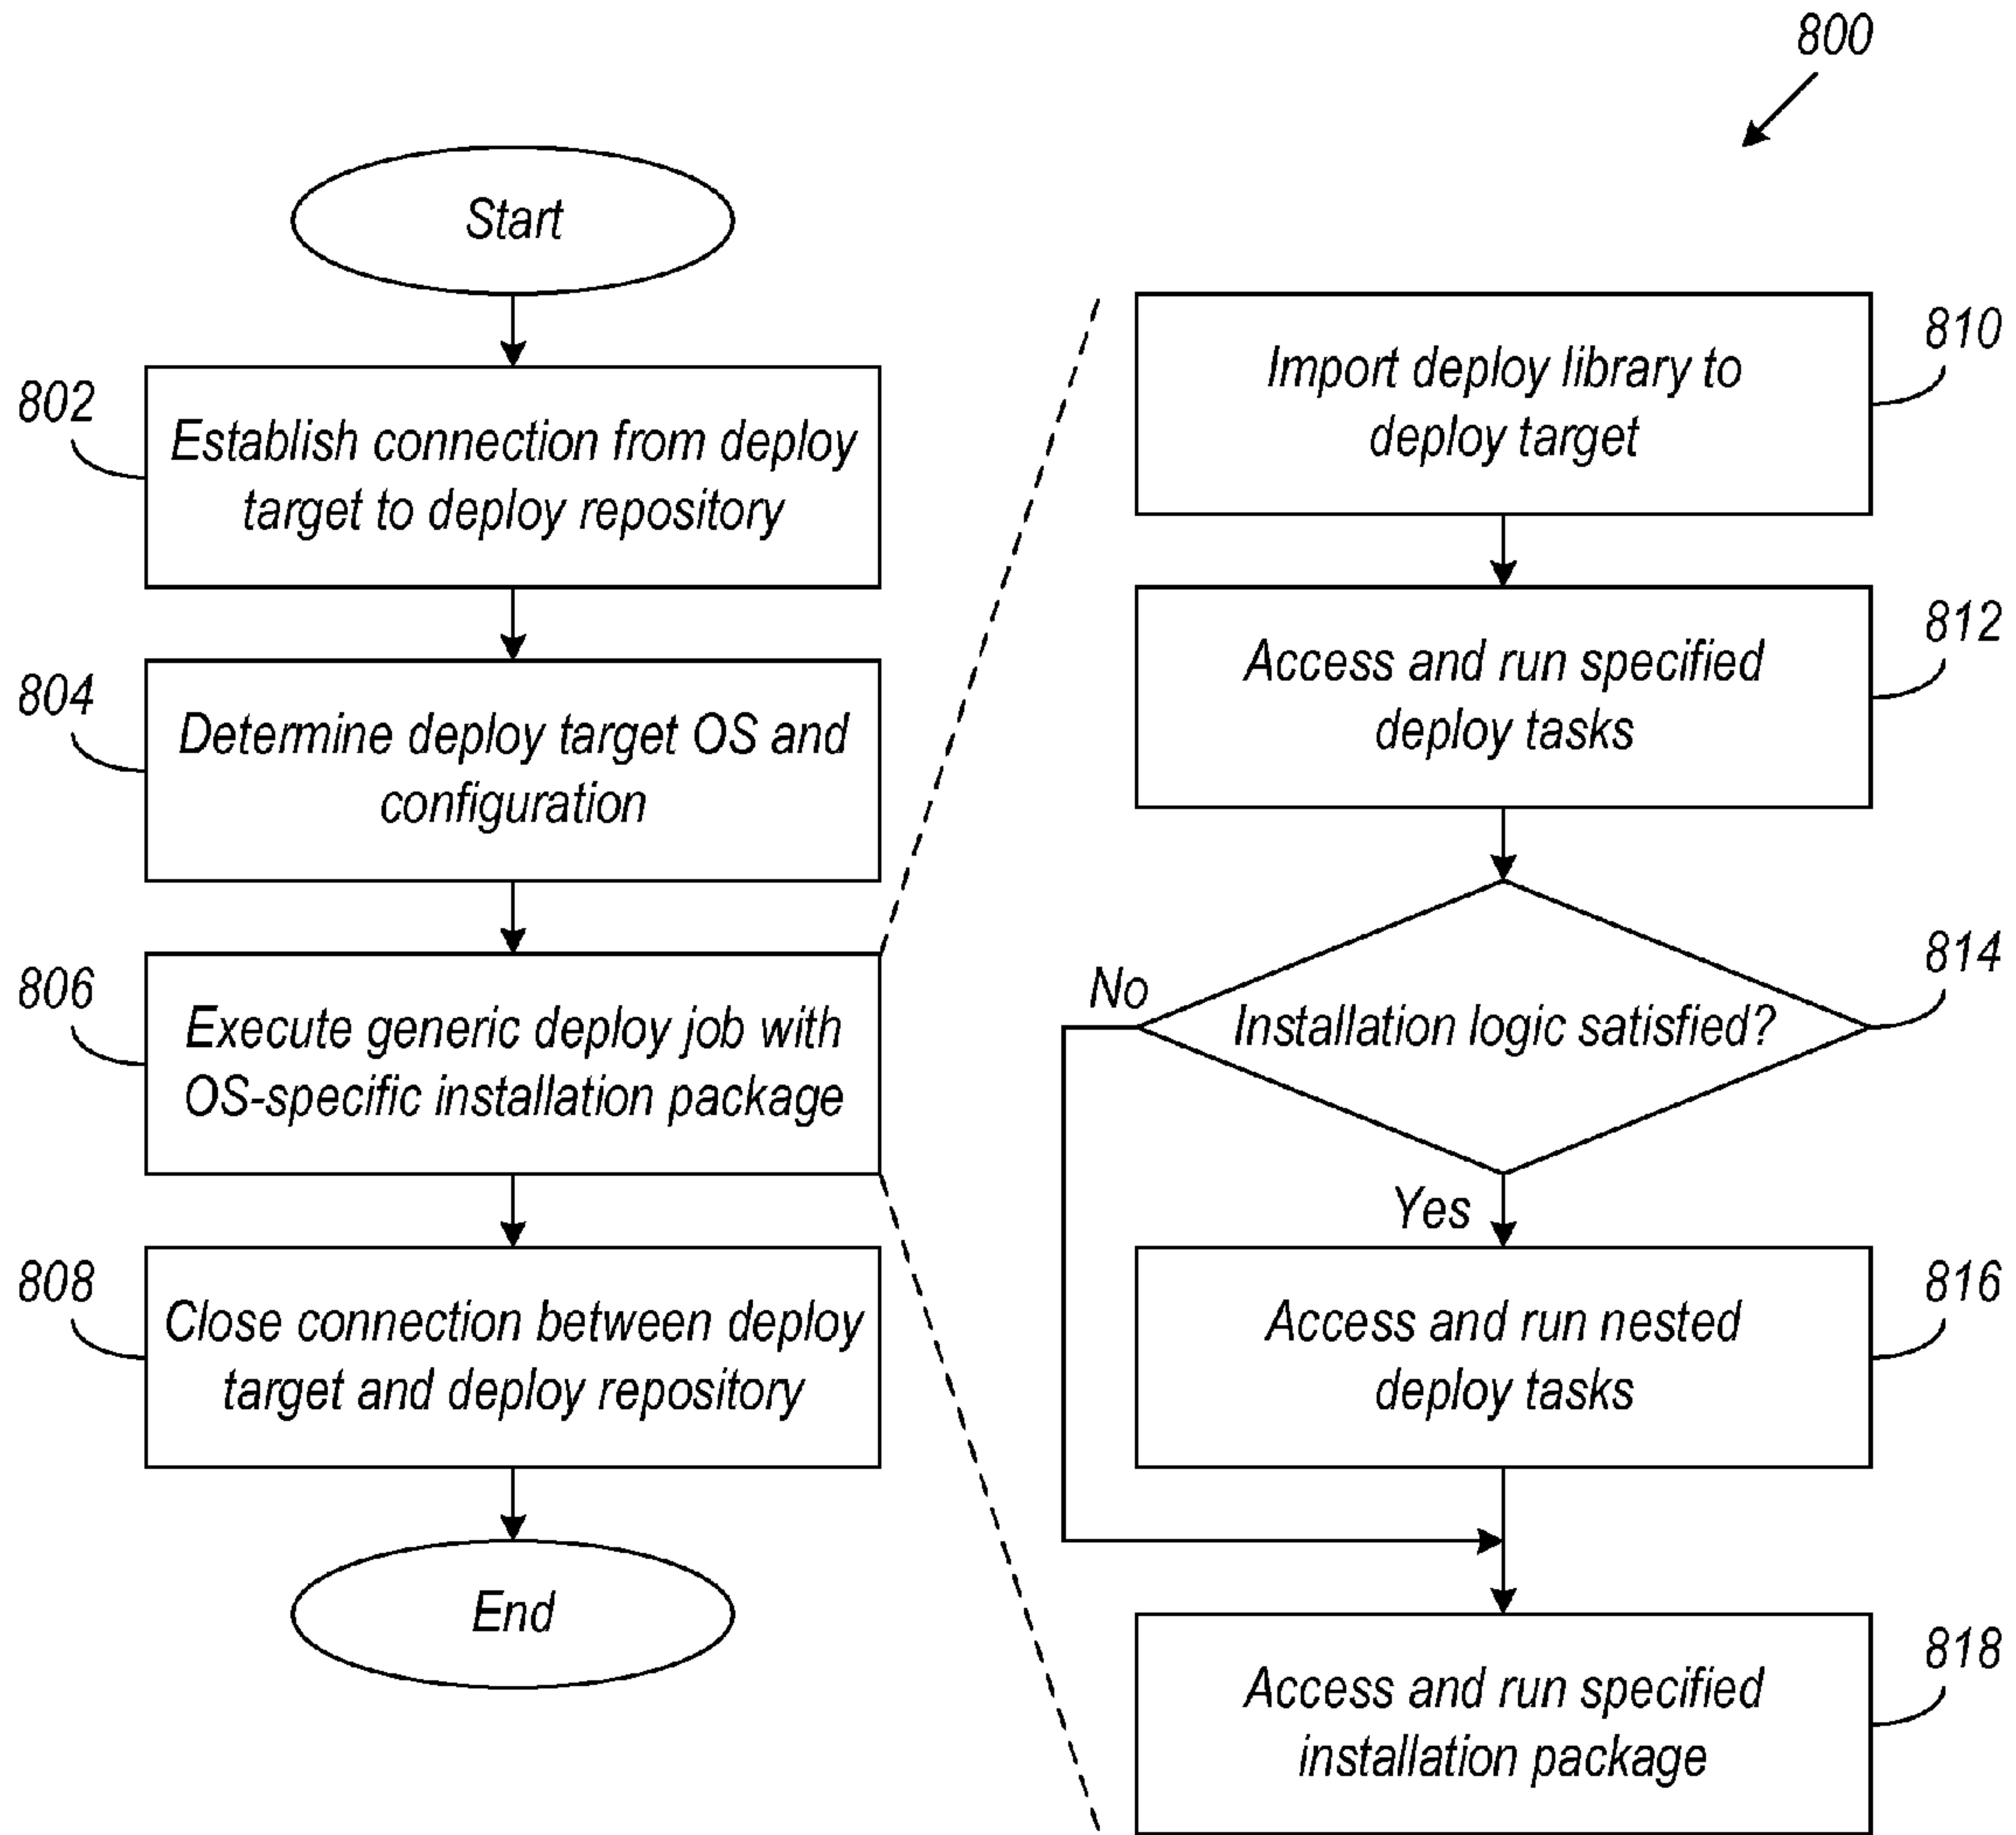 800
Start
802
Establish connection from deploy
target to deploy repository
804
Determine deploy target OS and
configuration
806
Execute generic deploy job with
OS-specific installation package
808
Close connection between deploy
target and deploy repository
End
810
Import deploy library to
deploy target
812
Access and run specified
deploy tasks
814
No
Installation logic satisfied?
Yes
816
Access and run nested
deploy tasks
818
Access and run specified
installation package